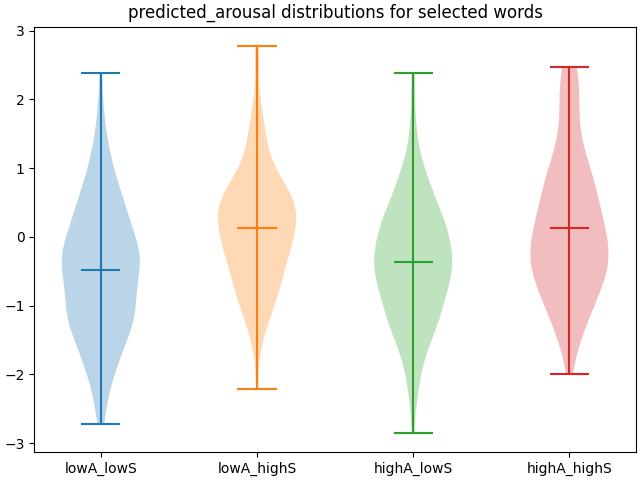 predicted_arousal distributions for selected words
3
2
1
0
−1
−2
−3
lowA_lowS
lowA_highS
highA_lowS
highA_highS